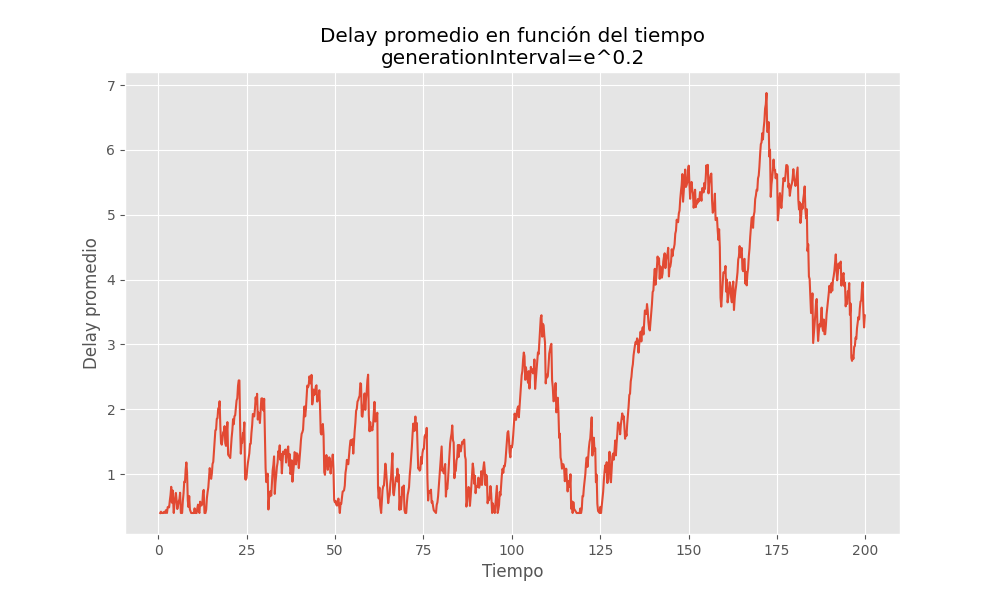 Delay promedio en función del tiempo
generationInterval=e^0.2
7
6
5
4
3
2
1
Delay promedio
0 25 50 75 100 125 150 175 200
Tiempo